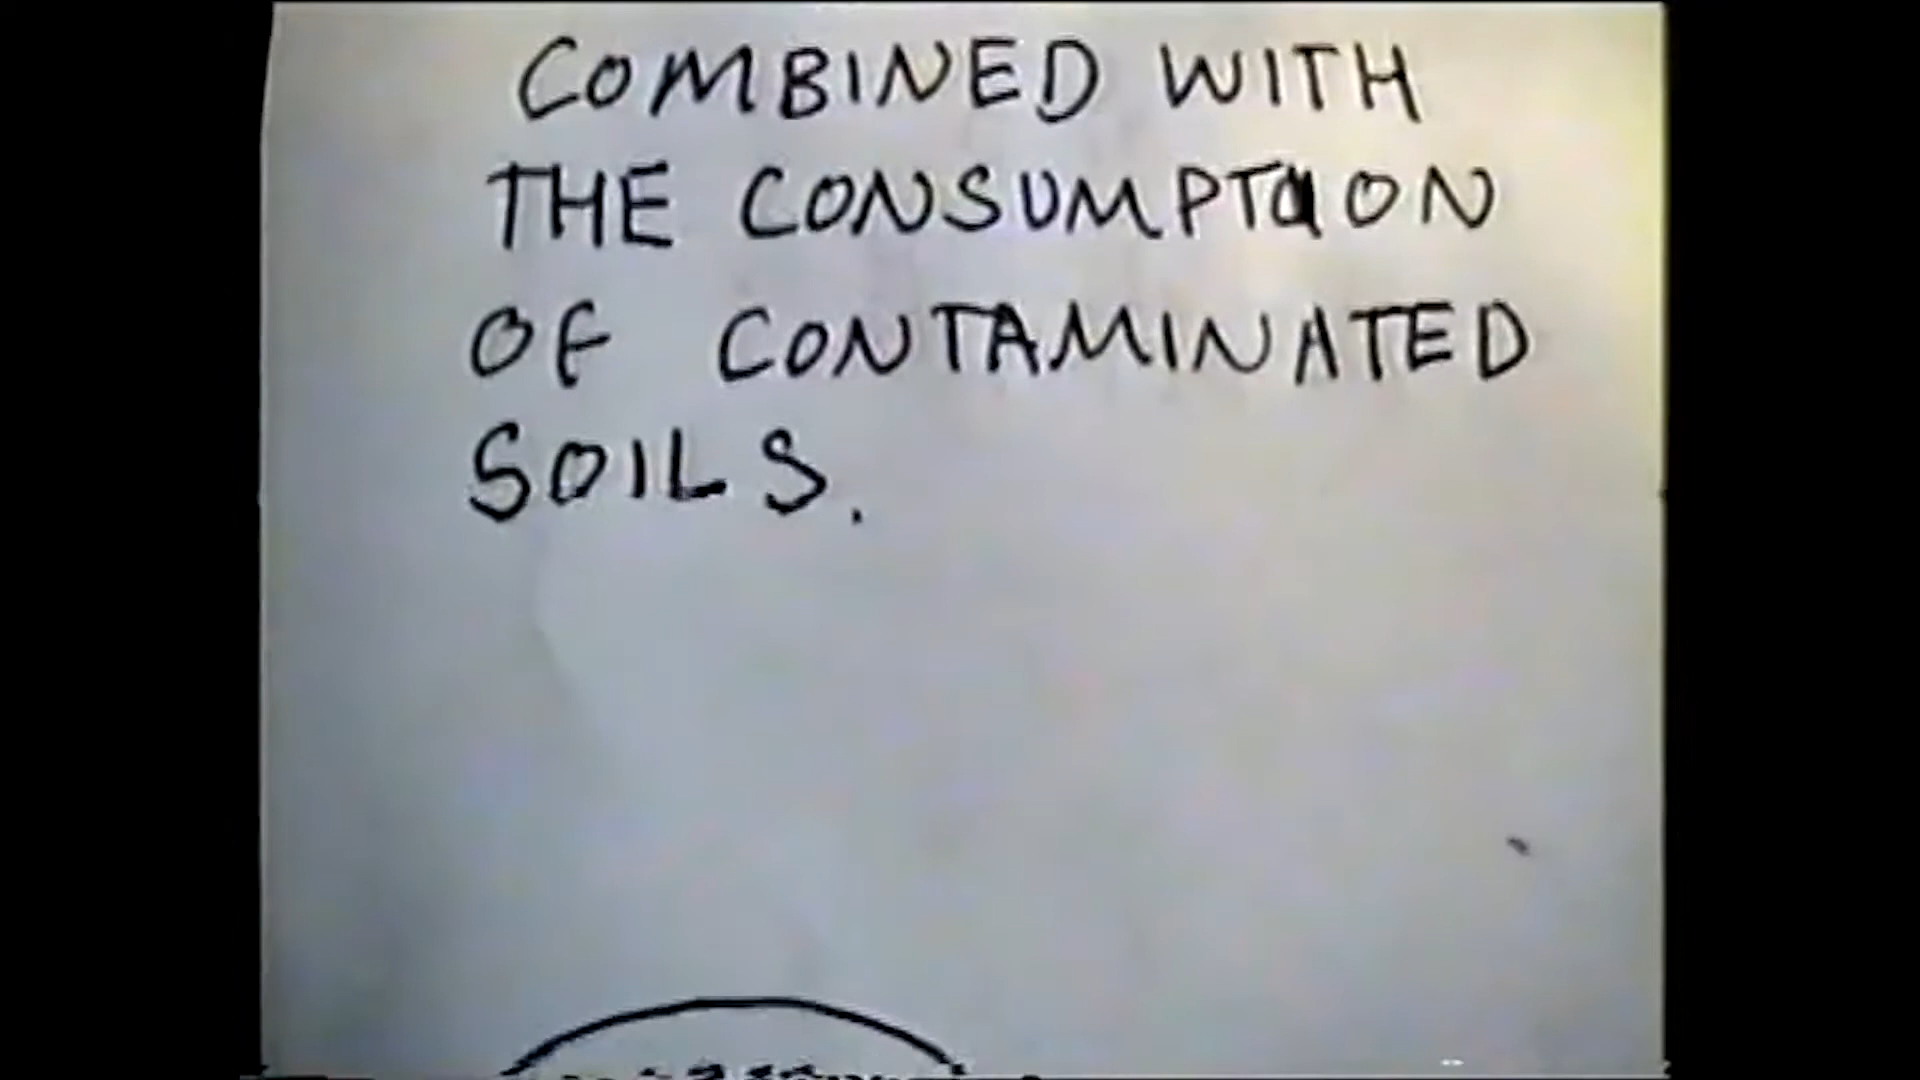 COMBINED WITH
THE CONSUMPTION
OF CONTAMINATED
SOILS.